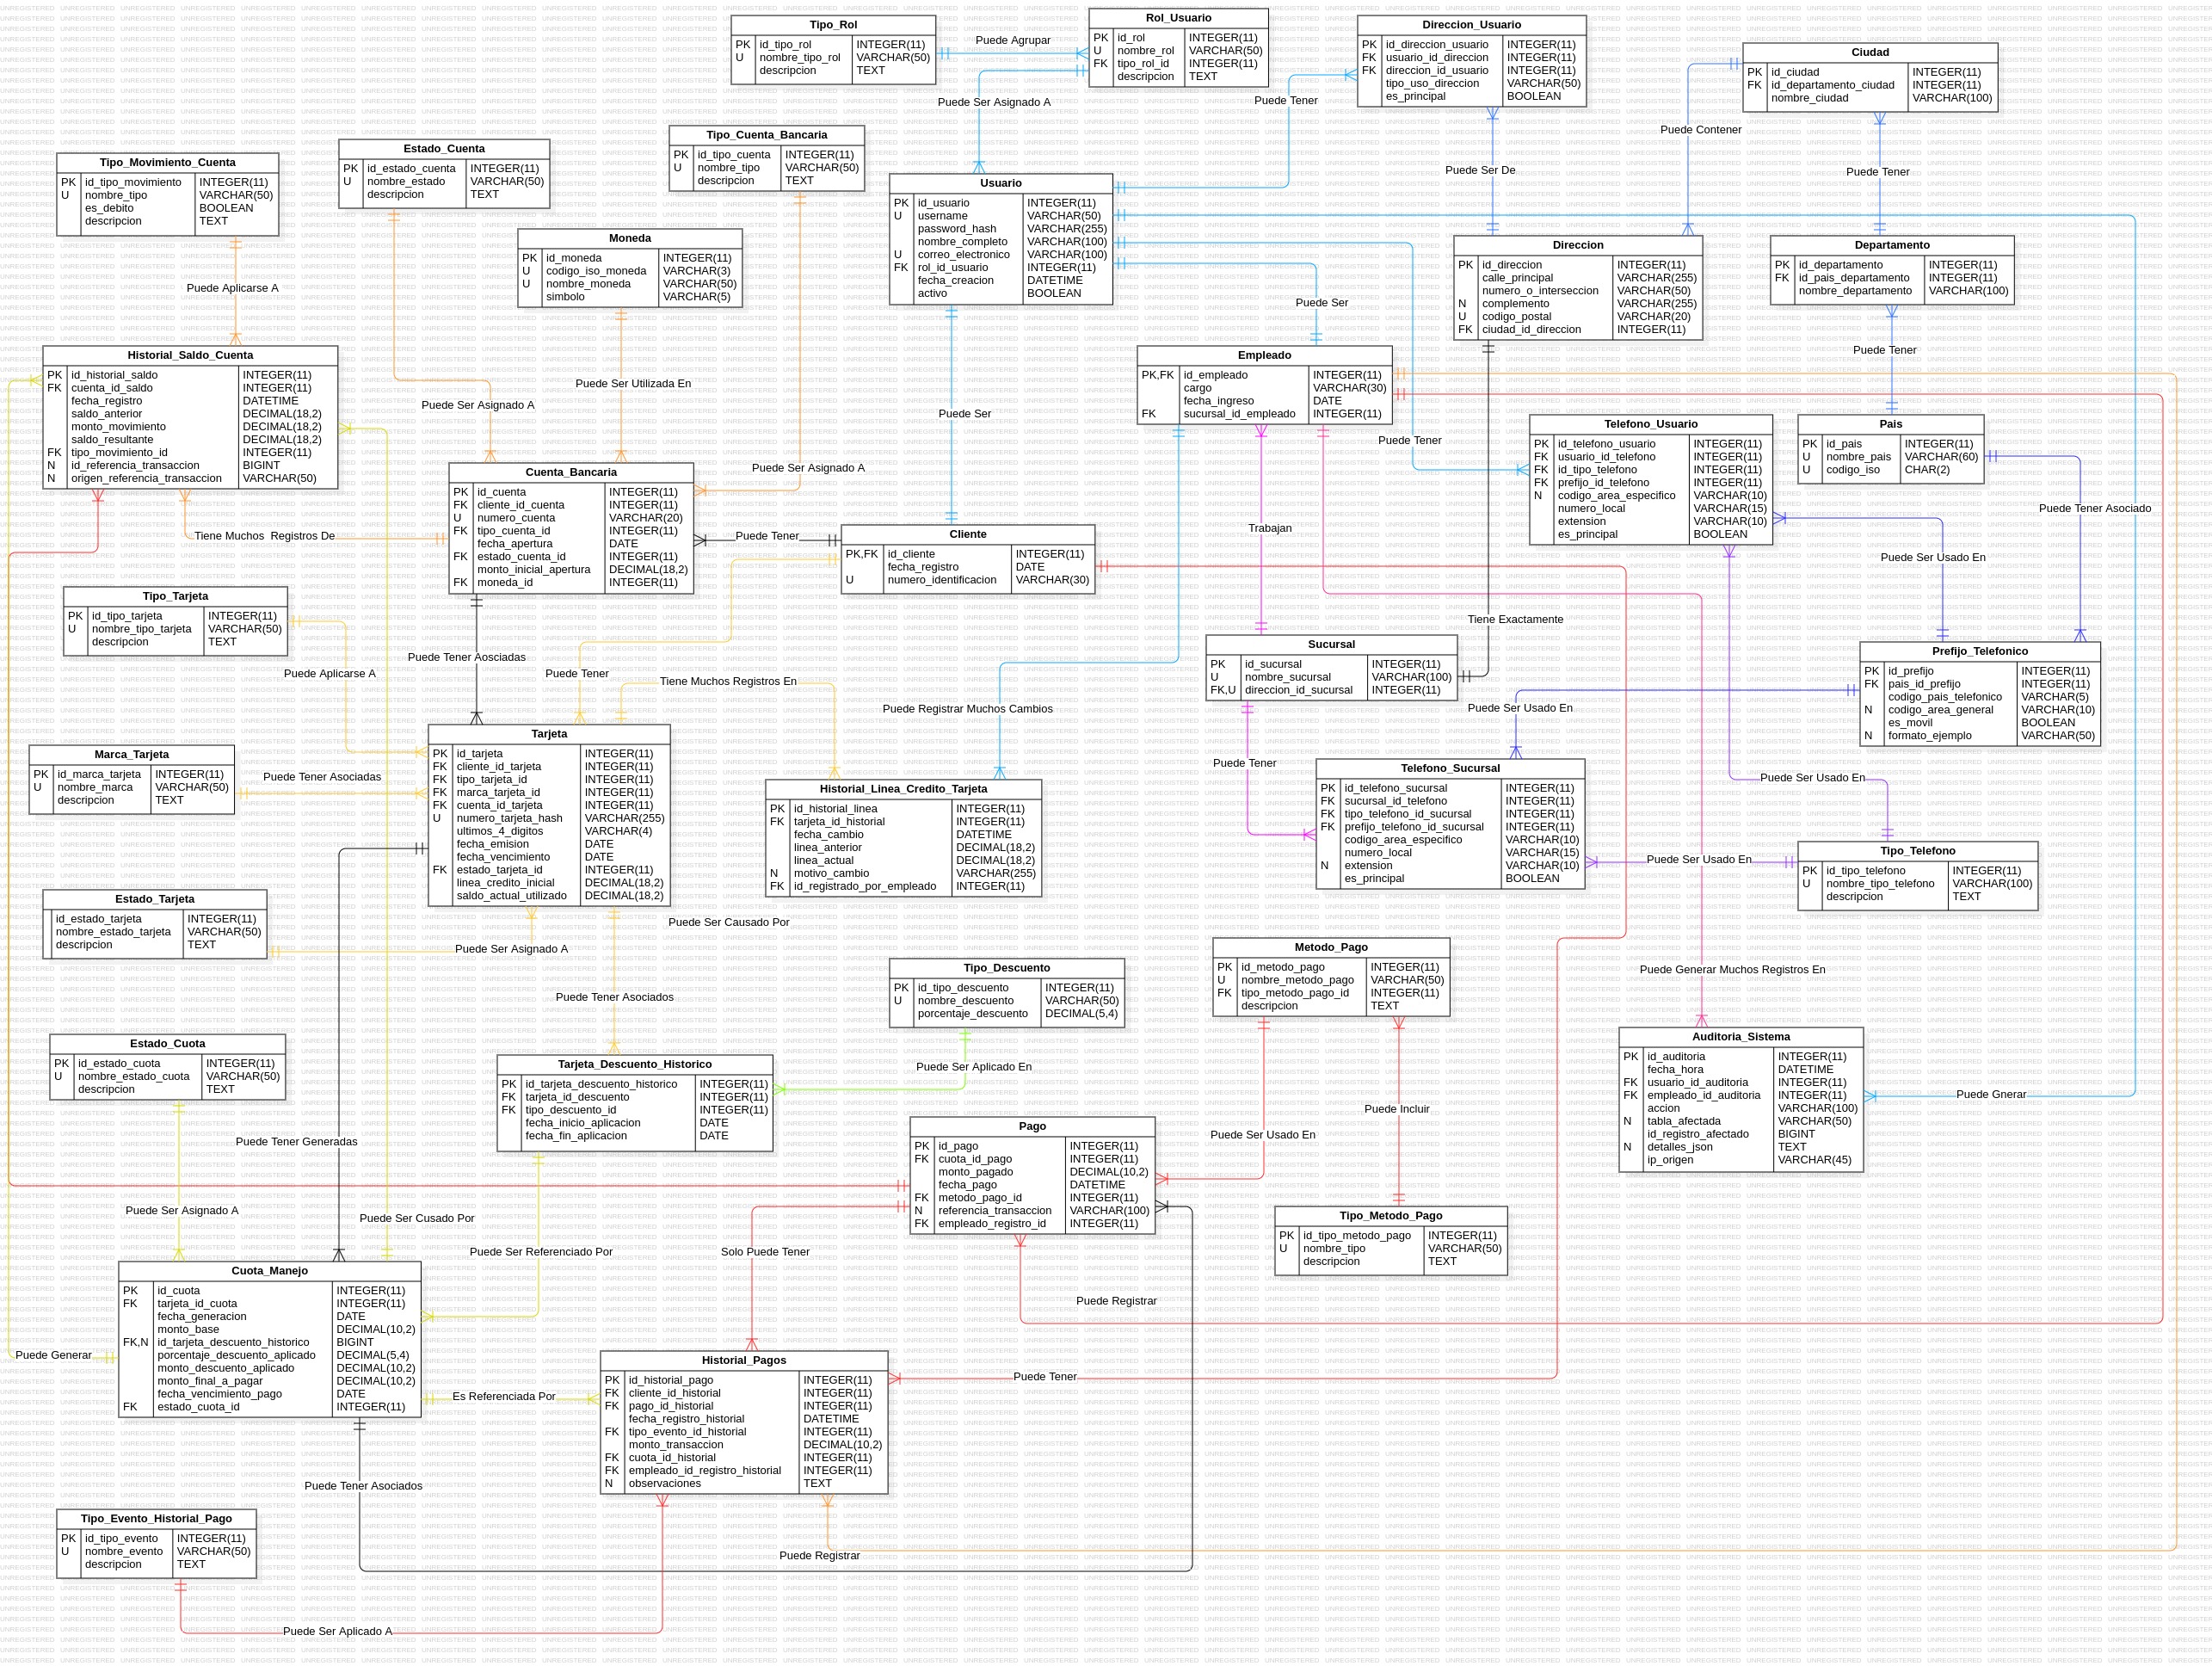 Tipo_Rol
PK id_tipo_rol INTEGER(11)
U nombre_tipo_rol VARCHAR(50)
descripcion TEXT
Puede Agrupar
Rol_Usuario
PK id_rol INTEGER(11)
U nombre_rol VARCHAR(50)
FK tipo_rol_id INTEGER(11)
descripcion TEXT
Puede Ser Asignado A
Direccion_Usuario
PK id_direccion_usuario INTEGER(11)
FK usuario_id_direccion INTEGER(11)
FK direccion_id_usuario INTEGER(11)
tipo_uso_direccion VARCHAR(50)
es_principal BOOLEAN
Puede Tener
Ciudad
PK id_ciudad INTEGER(11)
FK id_departamento_ciudad INTEGER(11)
nombre_ciudad VARCHAR(100)
Puede Contener
Puede Ser De
Puede Tener
Tipo_Movimiento_Cuenta
PK id_tipo_movimiento INTEGER(11)
U nombre_tipo VARCHAR(50)
es_debito BOOLEAN
descripcion TEXT
Puede Aplicarse A
Estado_Cuenta
PK id_estado_cuenta INTEGER(11)
U nombre_estado VARCHAR(50)
descripcion TEXT
Tipo_Cuenta_Bancaria
PK id_tipo_cuenta INTEGER(11)
U nombre_tipo VARCHAR(50)
descripcion TEXT
Usuario
PK id_usuario INTEGER(11)
U username VARCHAR(50)
password_hash VARCHAR(255)
nombre_completo VARCHAR(100)
U correo_electronico VARCHAR(100)
FK rol_id_usuario INTEGER(11)
fecha_creacion DATETIME
activo BOOLEAN
Moneda
PK id_moneda INTEGER(11)
U codigo_iso_moneda VARCHAR(3)
U nombre_moneda VARCHAR(50)
simbolo VARCHAR(5)
Direccion
PK id_direccion INTEGER(11)
calle_principal VARCHAR(255)
numero_o_interseccion VARCHAR(50)
N complemento VARCHAR(255)
U codigo_postal VARCHAR(20)
FK ciudad_id_direccion INTEGER(11)
Departamento
PK id_departamento INTEGER(11)
FK id_pais_departamento INTEGER(11)
nombre_departamento VARCHAR(100)
Puede Ser
Puede Tener
Historial_Saldo_Cuenta
PK id_historial_saldo INTEGER(11)
FK cuenta_id_saldo INTEGER(11)
fecha_registro DATETIME
saldo_anterior DECIMAL(18,2)
monto_movimiento DECIMAL(18,2)
saldo_resultante DECIMAL(18,2)
FK tipo_movimiento_id INTEGER(11)
N id_referencia_transaccion BIGINT
N origen_referencia_transaccion VARCHAR(50)
Puede Ser Asignado A
Puede Ser Utilizada En
Puede Ser
Puede Ser Asignado A
Empleado
PK,FK id_empleado INTEGER(11)
cargo VARCHAR(30)
fecha_ingreso DATE
FK sucursal_id_empleado INTEGER(11)
Puede Tener
Telefono_Usuario
PK id_telefono_usuario INTEGER(11)
FK usuario_id_telefono INTEGER(11)
FK id_tipo_telefono INTEGER(11)
FK prefijo_id_telefono INTEGER(11)
N codigo_area_especifico VARCHAR(10)
numero_local VARCHAR(15)
extension VARCHAR(10)
es_principal BOOLEAN
Pais
PK id_pais INTEGER(11)
U nombre_pais VARCHAR(60)
U codigo_iso CHAR(2)
Puede Tener Asociado
Cuenta_Bancaria
PK id_cuenta INTEGER(11)
FK cliente_id_cuenta INTEGER(11)
U numero_cuenta VARCHAR(20)
FK tipo_cuenta_id INTEGER(11)
fecha_apertura DATE
FK estado_cuenta_id INTEGER(11)
monto_inicial_apertura DECIMAL(18,2)
FK moneda_id INTEGER(11)
Tiene Muchos Registros De
Puede Tener
Cliente
PK,FK id_cliente INTEGER(11)
fecha_registro DATE
U numero_identificacion VARCHAR(30)
Trabajan
Puede Ser Usado En
Tipo_Tarjeta
PK id_tipo_tarjeta INTEGER(11)
U nombre_tipo_tarjeta VARCHAR(50)
descripcion TEXT
Puede Aplicarse A
Puede Tener Aosciadas
Puede Tener
Tiene Muchos Registros En
Puede Registrar Muchos Cambios
Tiene Exactamente
Sucursal
PK id_sucursal INTEGER(11)
U nombre_sucursal VARCHAR(100)
FK,U direccion_id_sucursal INTEGER(11)
Puede Ser Usado En
Prefijo_Telefonico
PK id_prefijo INTEGER(11)
FK pais_id_prefijo INTEGER(11)
codigo_pais_telefonico VARCHAR(5)
N codigo_area_general VARCHAR(10)
es_movil BOOLEAN
N formato_ejemplo VARCHAR(50)
Marca_Tarjeta
PK id_marca_tarjeta INTEGER(11)
U nombre_marca VARCHAR(50)
descripcion TEXT
Puede Tener Asociadas
Tarjeta
PK id_tarjeta INTEGER(11)
FK cliente_id_tarjeta INTEGER(11)
FK tipo_tarjeta_id INTEGER(11)
FK marca_tarjeta_id INTEGER(11)
FK cuenta_id_tarjeta INTEGER(11)
U numero_tarjeta_hash VARCHAR(255)
ultimos_4_digitos VARCHAR(4)
fecha_emision DATE
fecha_vencimiento DATE
FK estado_tarjeta_id INTEGER(11)
linea_credito_inicial DECIMAL(18,2)
saldo_actual_utilizado DECIMAL(18,2)
Historial_Linea_Credito_Tarjeta
PK id_historial_linea INTEGER(11)
FK tarjeta_id_historial INTEGER(11)
fecha_cambio DATETIME
linea_anterior DECIMAL(18,2)
linea_actual DECIMAL(18,2)
N motivo_cambio VARCHAR(255)
FK id_registrado_por_empleado INTEGER(11)
Puede Tener
Telefono_Sucursal
PK id_telefono_sucursal INTEGER(11)
FK sucursal_id_telefono INTEGER(11)
FK tipo_telefono_id_sucursal INTEGER(11)
FK prefijo_telefono_id_sucursal INTEGER(11)
codigo_area_especifico VARCHAR(10)
numero_local VARCHAR(15)
N extension VARCHAR(10)
es_principal BOOLEAN
Puede Ser Usado En
Puede Ser Usado En
Tipo_Telefono
PK id_tipo_telefono INTEGER(11)
U nombre_tipo_telefono VARCHAR(100)
descripcion TEXT
Estado_Tarjeta
id_estado_tarjeta INTEGER(11)
nombre_estado_tarjeta VARCHAR(50)
descripcion TEXT
Puede Ser Asignado A
Puede Ser Causado Por
Puede Tener Asociados
Tipo_Descuento
PK id_tipo_descuento INTEGER(11)
U nombre_descuento VARCHAR(50)
porcentaje_descuento DECIMAL(5,4)
Metodo_Pago
PK id_metodo_pago INTEGER(11)
U nombre_metodo_pago VARCHAR(50)
FK tipo_metodo_pago_id INTEGER(11)
descripcion TEXT
Puede Generar Muchos Registros En
Estado_Cuota
PK id_estado_cuota INTEGER(11)
U nombre_estado_cuota VARCHAR(50)
descripcion TEXT
Tarjeta_Descuento_Historico
PK id_tarjeta_descuento_historico INTEGER(11)
FK tarjeta_id_descuento INTEGER(11)
FK tipo_descuento_id INTEGER(11)
fecha_inicio_aplicacion DATE
fecha_fin_aplicacion DATE
Puede Ser Aplicado En
Auditoria_Sistema
PK id_auditoria INTEGER(11)
fecha_hora DATETIME
FK usuario_id_auditoria INTEGER(11)
FK empleado_id_auditoria INTEGER(11)
accion VARCHAR(100)
N tabla_afectada VARCHAR(50)
id_registro_afectado BIGINT
N detalles_json TEXT
ip_origen VARCHAR(45)
Puede Gnerar
Puede Tener Generadas
Pago
PK id_pago INTEGER(11)
FK cuota_id_pago INTEGER(11)
monto_pagado DECIMAL(10,2)
fecha_pago DATETIME
FK metodo_pago_id INTEGER(11)
N referencia_transaccion VARCHAR(100)
FK empleado_registro_id INTEGER(11)
Puede Ser Usado En
Puede Incluir
Puede Ser Asignado A
Puede Ser Cusado Por
Puede Ser Referenciado Por
Solo Puede Tener
Tipo_Metodo_Pago
PK id_tipo_metodo_pago INTEGER(11)
U nombre_tipo VARCHAR(50)
descripcion TEXT
Puede Registrar
Cuota_Manejo
PK id_cuota INTEGER(11)
FK tarjeta_id_cuota INTEGER(11)
fecha_generacion DATE
monto_base DECIMAL(10,2)
FK,N id_tarjeta_descuento_historico BIGINT
porcentaje_descuento_aplicado DECIMAL(5,4)
monto_descuento_aplicado DECIMAL(10,2)
monto_final_a_pagar DECIMAL(10,2)
fecha_vencimiento_pago DATE
FK estado_cuota_id INTEGER(11)
Puede Generar
Es Referenciada Por
Historial_Pagos
PK id_historial_pago INTEGER(11)
FK cliente_id_historial INTEGER(11)
FK pago_id_historial INTEGER(11)
fecha_registro_historial DATETIME
FK tipo_evento_id_historial INTEGER(11)
monto_transaccion DECIMAL(10,2)
FK cuota_id_historial INTEGER(11)
FK empleado_id_registro_historial INTEGER(11)
N observaciones TEXT
Puede Tener
Puede Tener Asociados
Tipo_Evento_Historial_Pago
PK id_tipo_evento INTEGER(11)
U nombre_evento VARCHAR(50)
descripcion TEXT
Puede Registrar
Puede Ser Aplicado A
UNREGISTERED